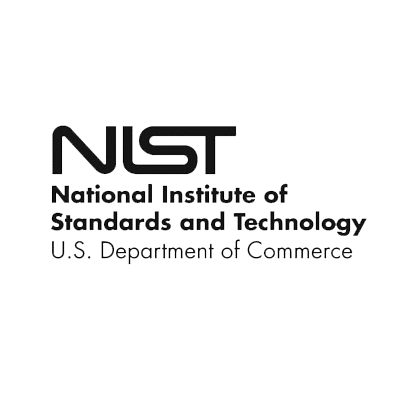 NIST
National Institute of
Standards and Technology
U.S. Department of Commerce